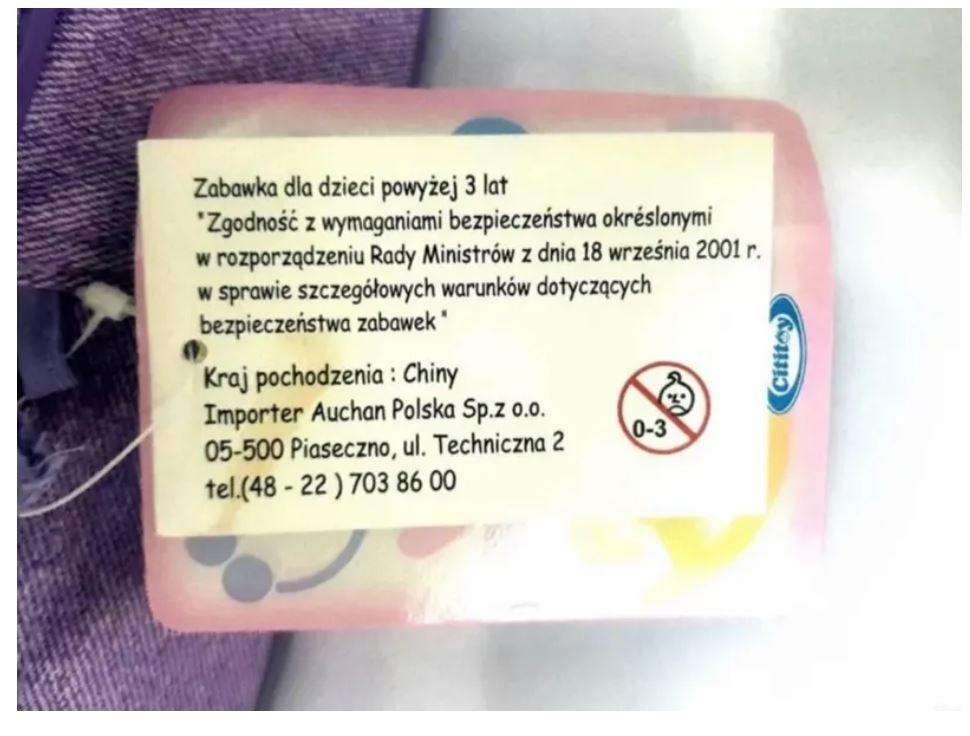 Zabawka dla dzieci powyżej 3 lat
"Zgodność z wymaganiami bezpieczeństwa okréslonymi
w rozporządzeniu Rady Ministrów z dnia 18 września 2001 r.
w sprawie szczegółowych warunków dotyczących
bezpieczeństwa zabawek"
Kraj pochodzenia : Chiny
Importer Auchan Polska Sp.z o.o.
05-500 Piaseczno, ul. Techniczna 2
tel.(48 - 22 ) 703 86 00
0-3
Cititoy